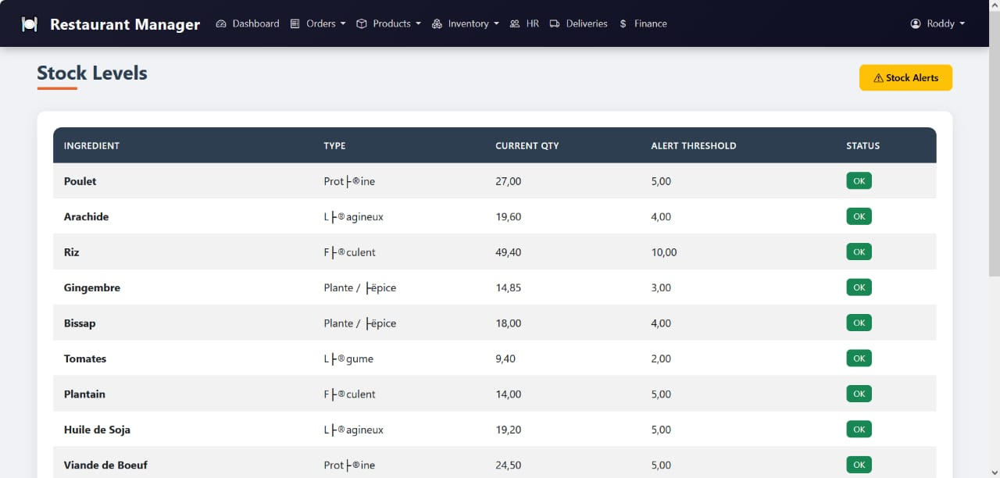 Restaurant Manager Dashboard Orders Products Inventory HR Deliveries $ Finance Roddy
Stock Levels
Stock Alerts
INGREDIENT TYPE CURRENT QTY ALERT THRESHOLD STATUS
Poulet Prot├®ine 27,00 5,00 OK
Arachide L├®agineux 19,60 4,00 OK
Riz F├®culent 49,40 10,00 OK
Gingembre Plante / ├ëpice 14,85 3,00 OK
Bissap Plante / ├ëpice 18,00 4,00 OK
Tomates L├®gume 9,40 2,00 OK
Plantain F├®culent 14,00 5,00 OK
Huile de Soja L├®agineux 19,20 5,00 OK
Viande de Boeuf Prot├®ine 24,50 5,00 OK